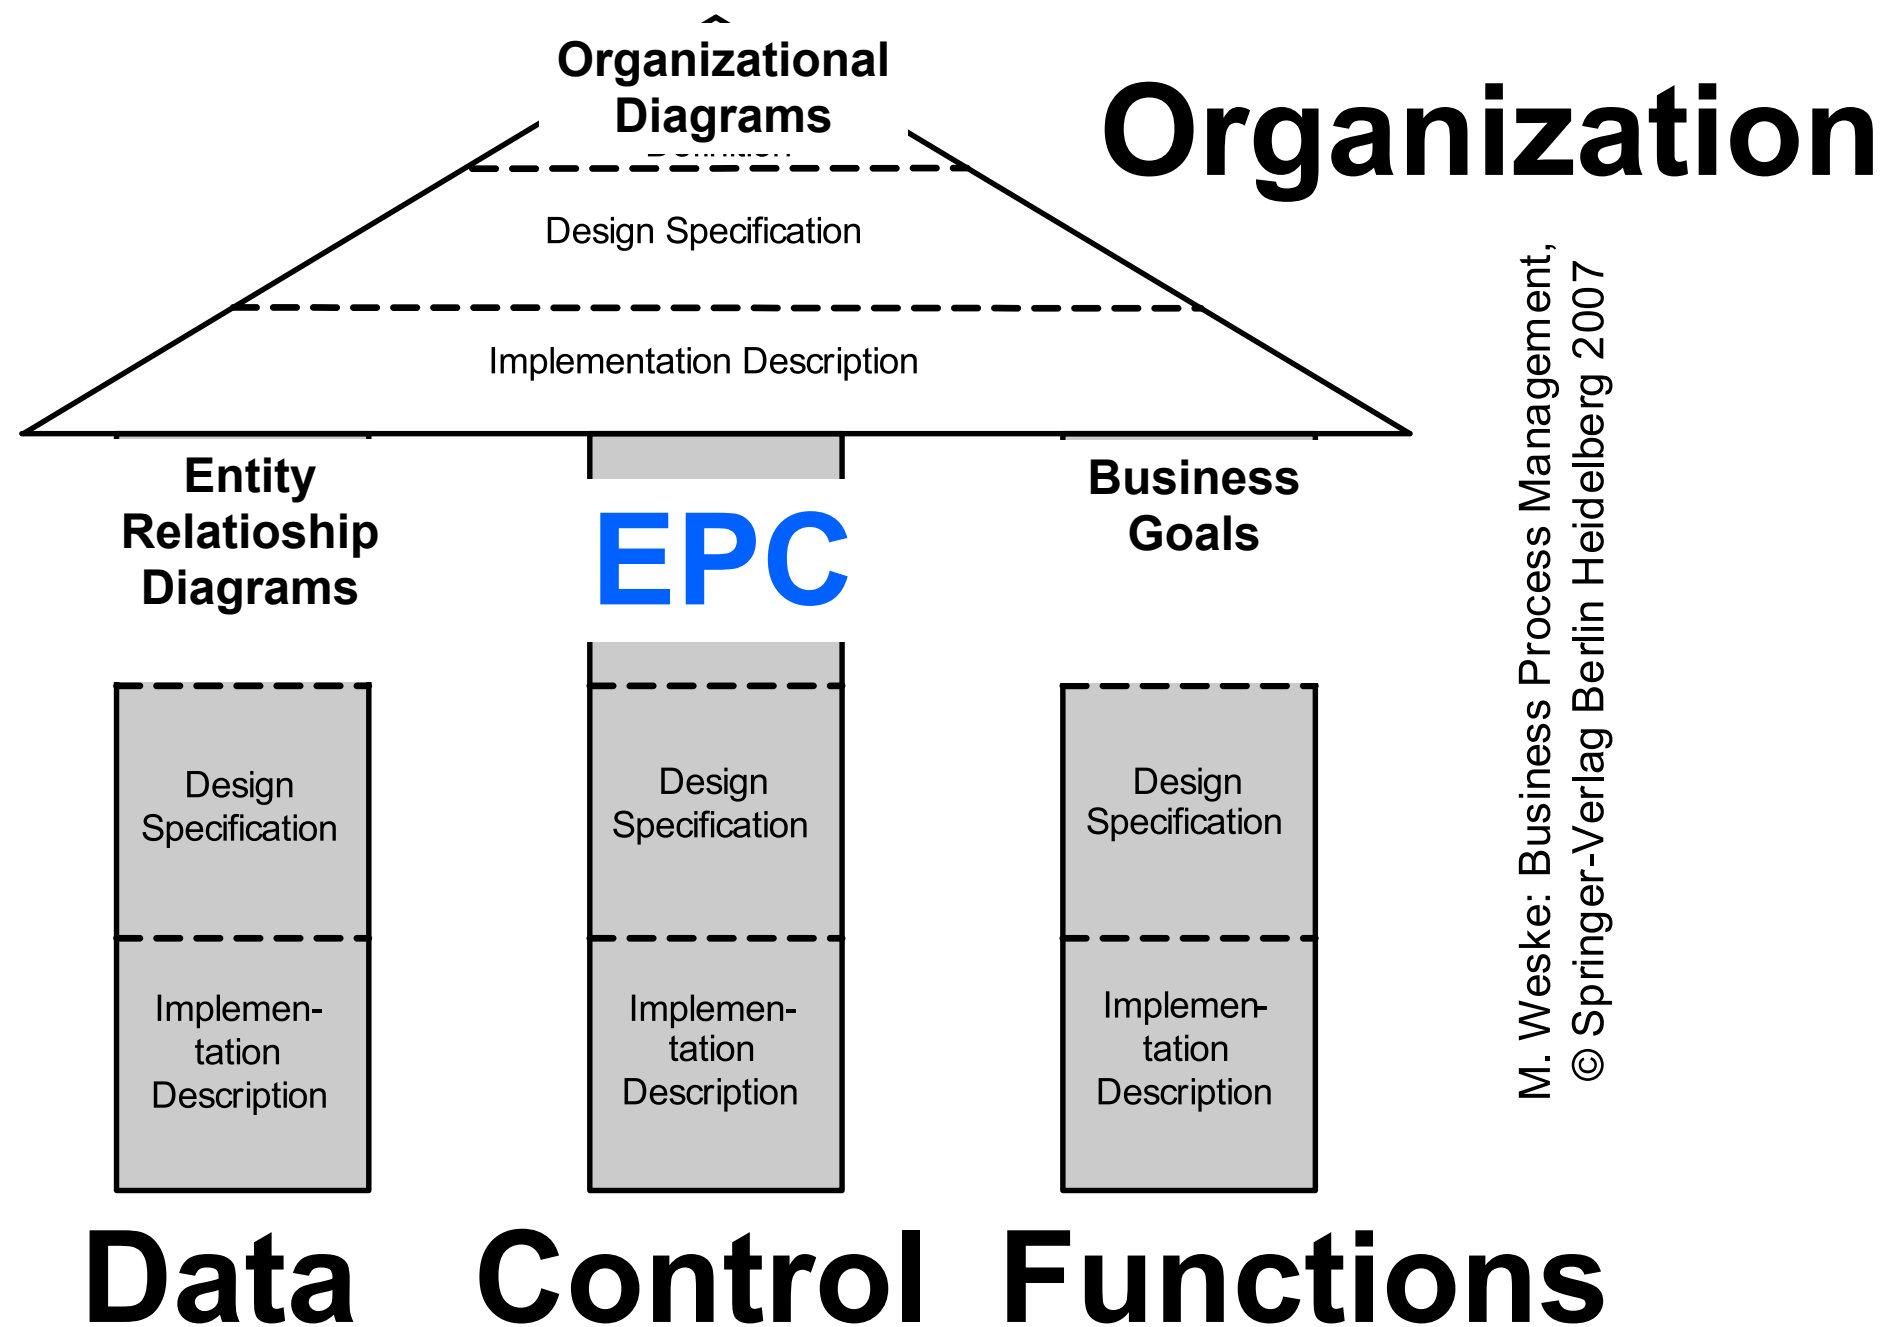 Organizational
Diagrams
Organization
Design Specification
Implementation Description
Entity
Relatioship
Diagrams
EPC
Business
Goals
Design
Specification
Implemen-
tation
Description
Design
Specification
Implemen-
tation
Description
Design
Specification
Implemen-
tation
Description
Data
Control
Functions
M. Weske: Business Process Management,
© Springer-Verlag Berlin Heidelberg 2007